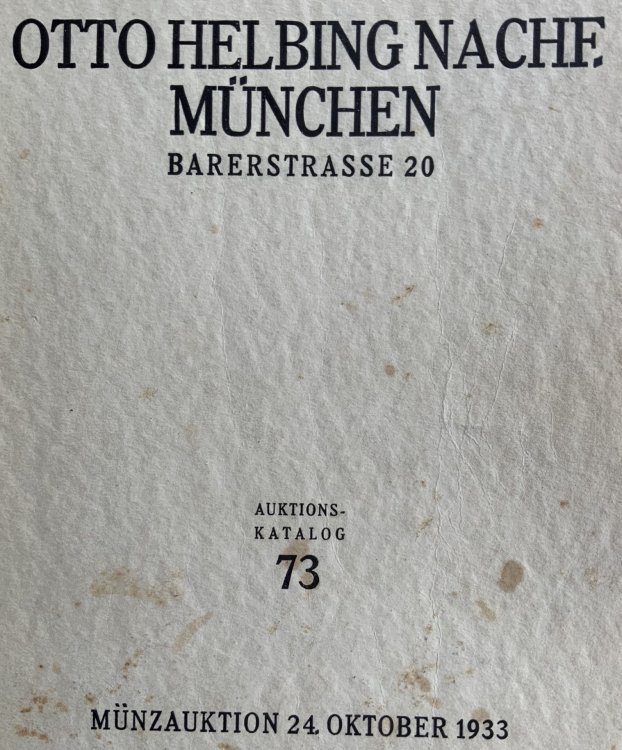 OTTO HELBING NACHF.
MÜNCHEN
BARERSTRASSE 20
AUKTIONS-
KATALOG
73
MÜNZAUKTION 24. OKTOBER 1933